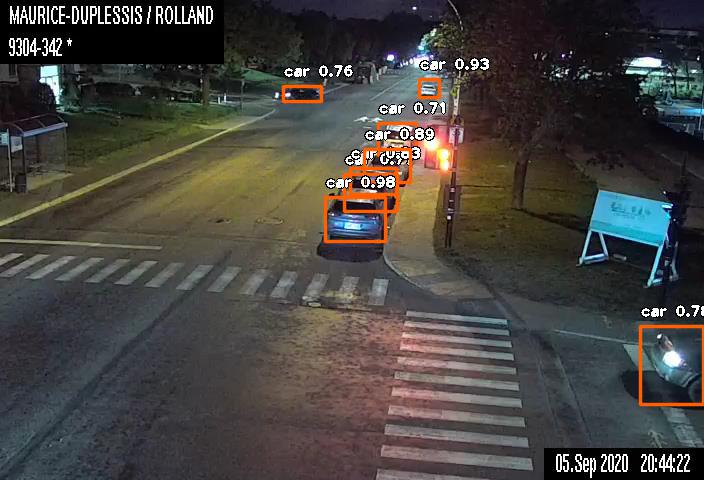 MAURICE-DUPLESSIS / ROLLAND
9304-342 *
car 0.76
car 0.93
car 0.71
car 0.89
car 0.98
car 0.78
05.Sep 2020 20:44:22